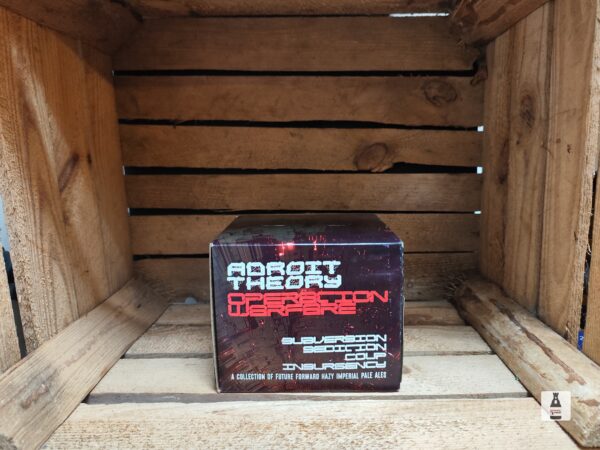 ADROIT
THEORY
OPERATION:
WARFARE
SUBVERSION
SEDITION
COUP
INSURGENCY
A COLLECTION OF FUTURE FORWARD HAZY IMPERIAL PALE ALES